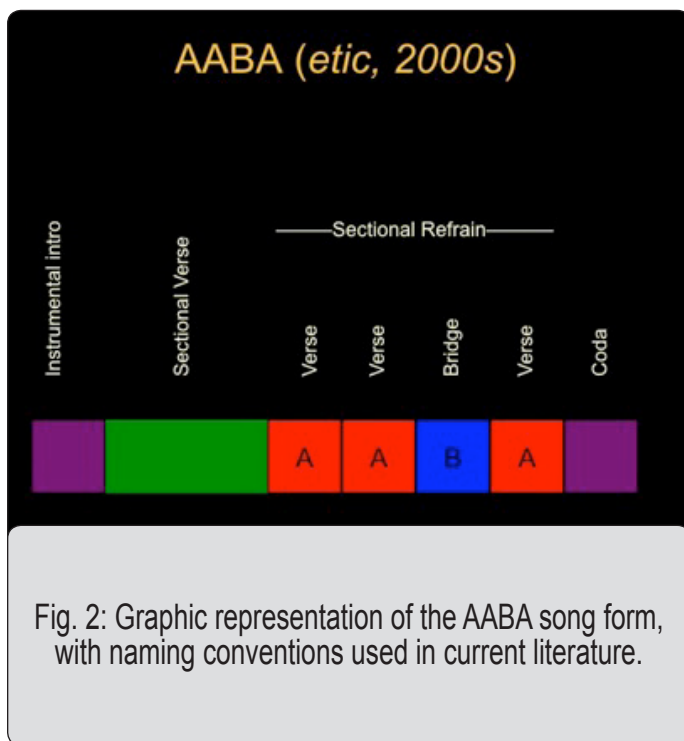 AABA (etic, 2000s)
Instrumental intro
Sectional Verse
Sectional Refrain
Verse
Verse
Bridge
Verse
Coda
A
A
B
A
Fig. 2: Graphic representation of the AABA song form,
with naming conventions used in current literature.